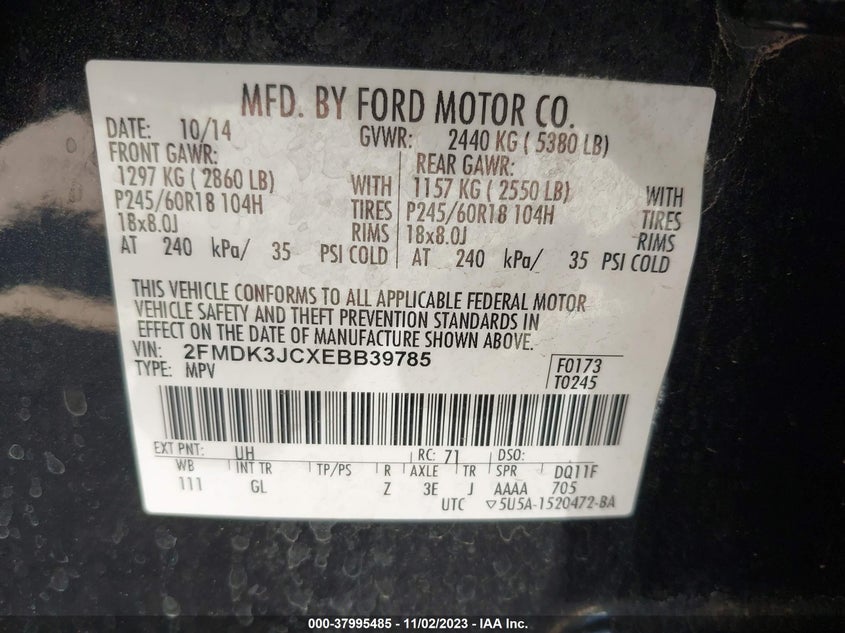 MFD. BY FORD MOTOR CO.
DATE: 10/14 GVWR: 2440 KG ( 5380 LB)
FRONT GAWR: REAR GAWR:
1297 KG ( 2860 LB) WITH 1157 KG ( 2550 LB) WITH
P245/60R18 104H TIRES P245/60R18 104H TIRES
18x8.0J RIMS 18x8.0J RIMS
AT 240 kPa/ 35 PSI COLD AT 240 kPa/ 35 PSI COLD
THIS VEHICLE CONFORMS TO ALL APPLICABLE FEDERAL MOTOR
VEHICLE SAFETY AND THEFT PREVENTION STANDARDS IN
EFFECT ON THE DATE OF MANUFACTURE SHOWN ABOVE.
VIN: 2FMDK3JCXEBB39785 F0173
TYPE: MPV T0245
EXT PNT: UH RC: 71 DSO:
WB INT TR TP/PS R AXLE TR SPR DQ11F
111 GL Z 3E J AAAA 705
UTC ▽5U5A-1520472-BA
000-37995485 - 11/02/2023 - IAA Inc.